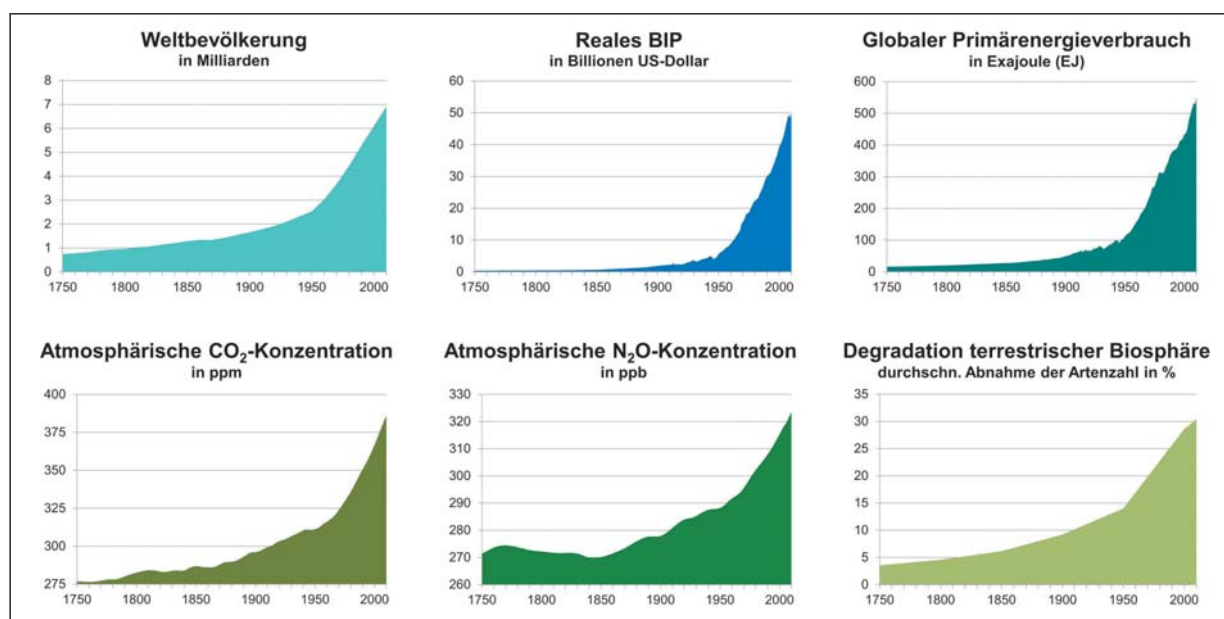 Weltbevölkerung
in Milliarden
8
7
6
5
4
3
2
1
0
1750 1800 1850 1900 1950 2000
Reales BIP
in Billionen US-Dollar
60
50
40
30
20
10
0
1750 1800 1850 1900 1950 2000
Globaler Primärenergieverbrauch
in Exajoule (EJ)
600
500
400
300
200
100
0
1750 1800 1850 1900 1950 2000
Atmosphärische CO₂-Konzentration
in ppm
400
375
350
325
300
275
1750 1800 1850 1900 1950 2000
Atmosphärische N₂O-Konzentration
in ppb
330
320
310
300
290
280
270
260
1750 1800 1850 1900 1950 2000
Degradation terrestrischer Biosphäre
durchschn. Abnahme der Artenzahl in %
35
30
25
20
15
10
5
0
1750 1800 1850 1900 1950 2000